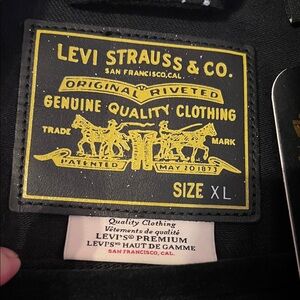 LEVI STRAUSS & CO.
SAN FRANCISCO, CAL.
ORIGINAL RIVETED
GENUINE QUALITY CLOTHING
TRADE MARK
PATENTED MAY 20 1873
SIZE XL
Quality Clothing
Vêtements de qualité
LEVI'S® PREMIUM
LEVI'S® HAUT DE GAMME
SAN FRANCISCO, CAL.